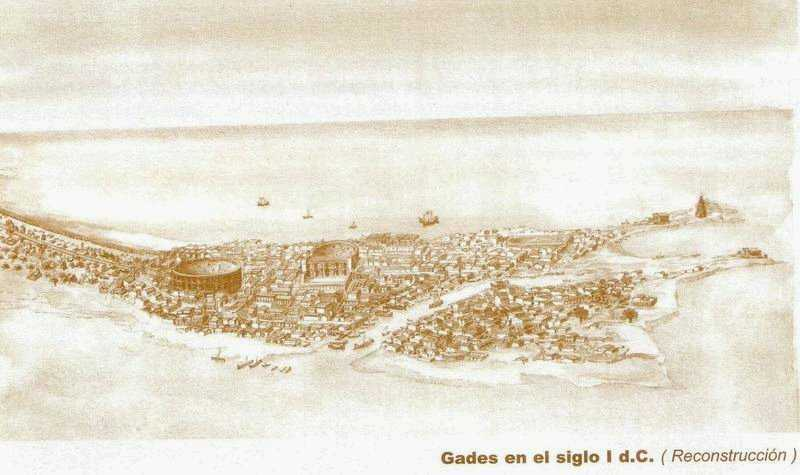 Gades en el siglo I d.C. ( Reconstrucción )